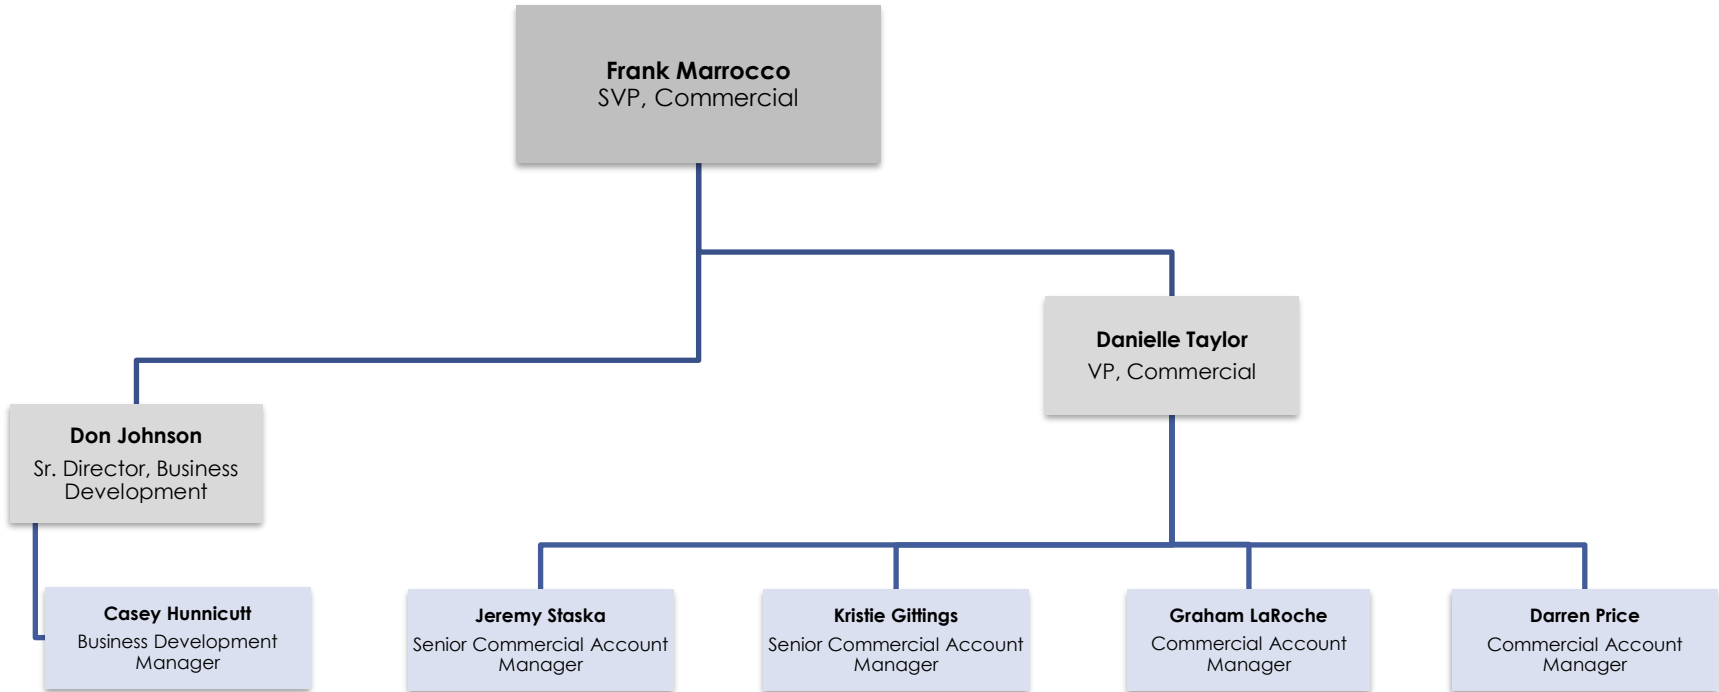 Frank Marrocco
SVP, Commercial
Danielle Taylor
VP, Commercial
Don Johnson
Sr. Director, Business
Development
Casey Hunnicutt
Business Development
Manager
Jeremy Staska
Senior Commercial Account
Manager
Kristie Gittings
Senior Commercial Account
Manager
Graham LaRoche
Commercial Account
Manager
Darren Price
Commercial Account
Manager